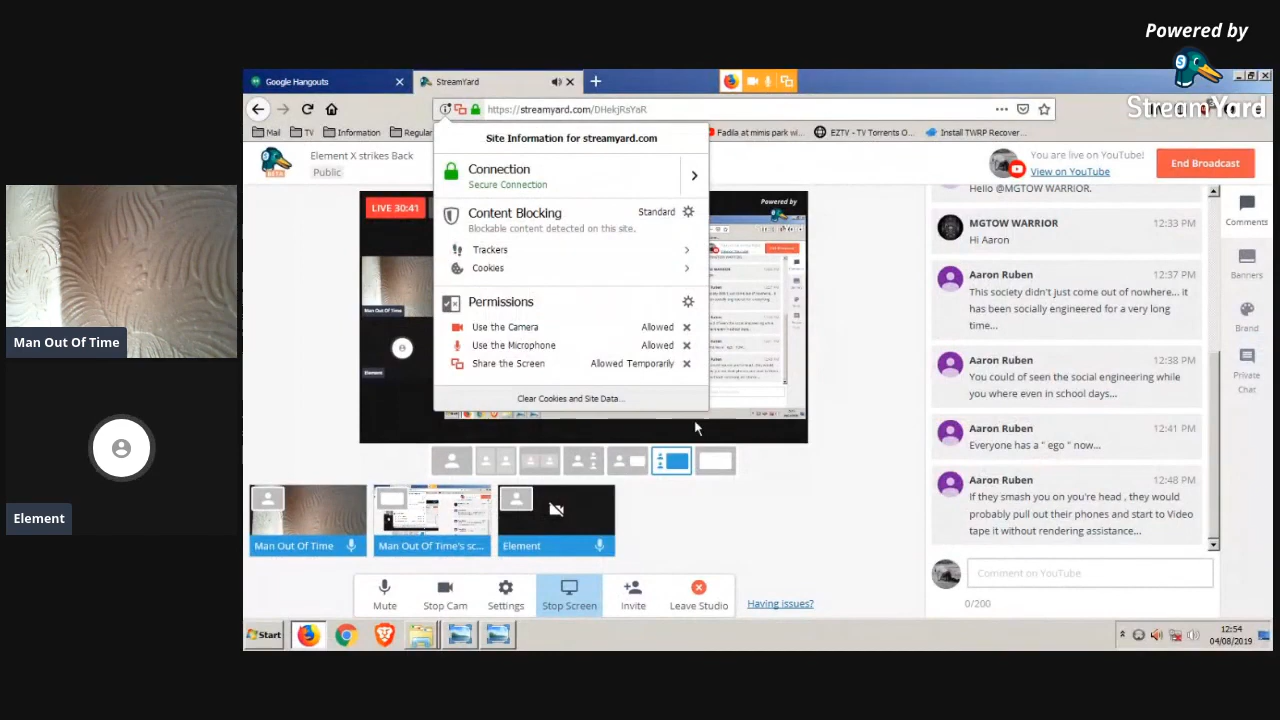 Powered by
StreamYard
Google Hangouts
StreamYard
https://streamyard.com/DHekjRsYaR
Mail
TV
Information
Regular
Fadila at mimis park wi...
EZTV - TV Torrents O...
Install TWRP Recover...
Site Information for streamyard.com
Connection
Secure Connection
Content Blocking
Standard
Blockable content detected on this site.
Trackers
Cookies
Permissions
Use the Camera
Allowed
Use the Microphone
Allowed
Share the Screen
Allowed Temporarily
Clear Cookies and Site Data...
BETA
Element X strikes Back
Public
You are live on YouTube!
View on YouTube
End Broadcast
LIVE 30:41
Powered by
Man Out Of Time
Element
Man Out Of Time
Element
Hello @MGTOW WARRIOR.
MGTOW WARRIOR
12:33 PM
Hi Aaron
Aaron Ruben
12:37 PM
This society didn't just come out of nowhere... it
has been socially engineered for a very long
time...
Aaron Ruben
12:38 PM
You could of seen the social engineering while
you where even in school days...
Aaron Ruben
12:41 PM
Everyone has a " ego " now...
Aaron Ruben
12:48 PM
If they smash you on you're head , they would
probably pull out their phones and start to Video
tape it without rendering assistance...
Comment on YouTube
0/200
Comments
Banners
Brand
Private
Chat
Man Out Of Time
Man Out Of Time's sc...
Element
Mute
Stop Cam
Settings
Stop Screen
Invite
Leave Studio
Having issues?
Start
12:54
04/08/2019